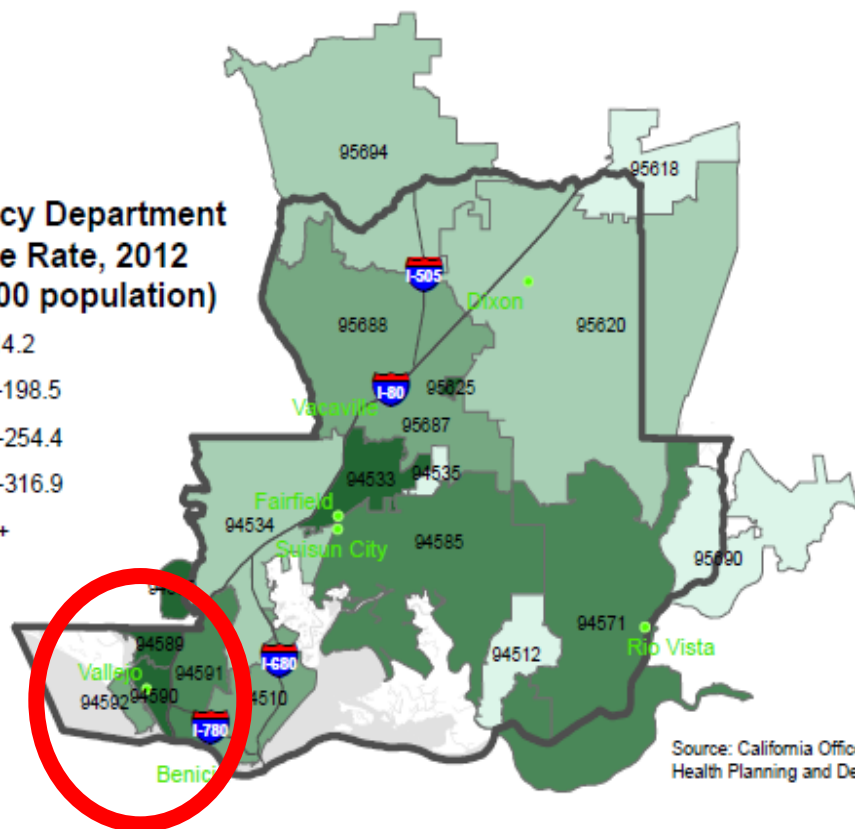 cy Department
e Rate, 2012
00 population)
4.2
-198.5
-254.4
-316.9
+
95694
95618
I-505
Dixon
95688
95620
I-80
95625
Vacaville
95687
94533
94535
Fairfield
94534
Suisun City
94585
95690
94589
94571
Rio Vista
Vallejo
94591
I-680
94512
94592
94590
4510
I-780
Benici
Source: California Offic
Health Planning and De